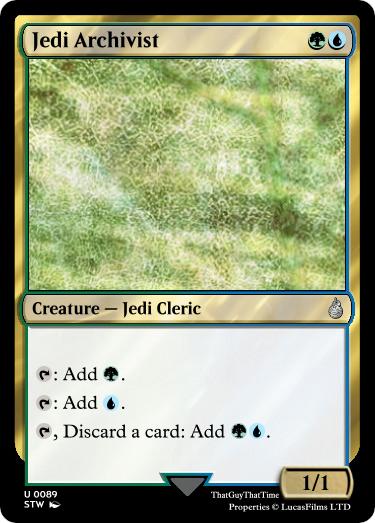 Jedi Archivist
Creature — Jedi Cleric
: Add .
: Add .
, Discard a card: Add .
1/1
U 0089
STW
ThatGuyThatTime
Properties © LucasFilms LTD